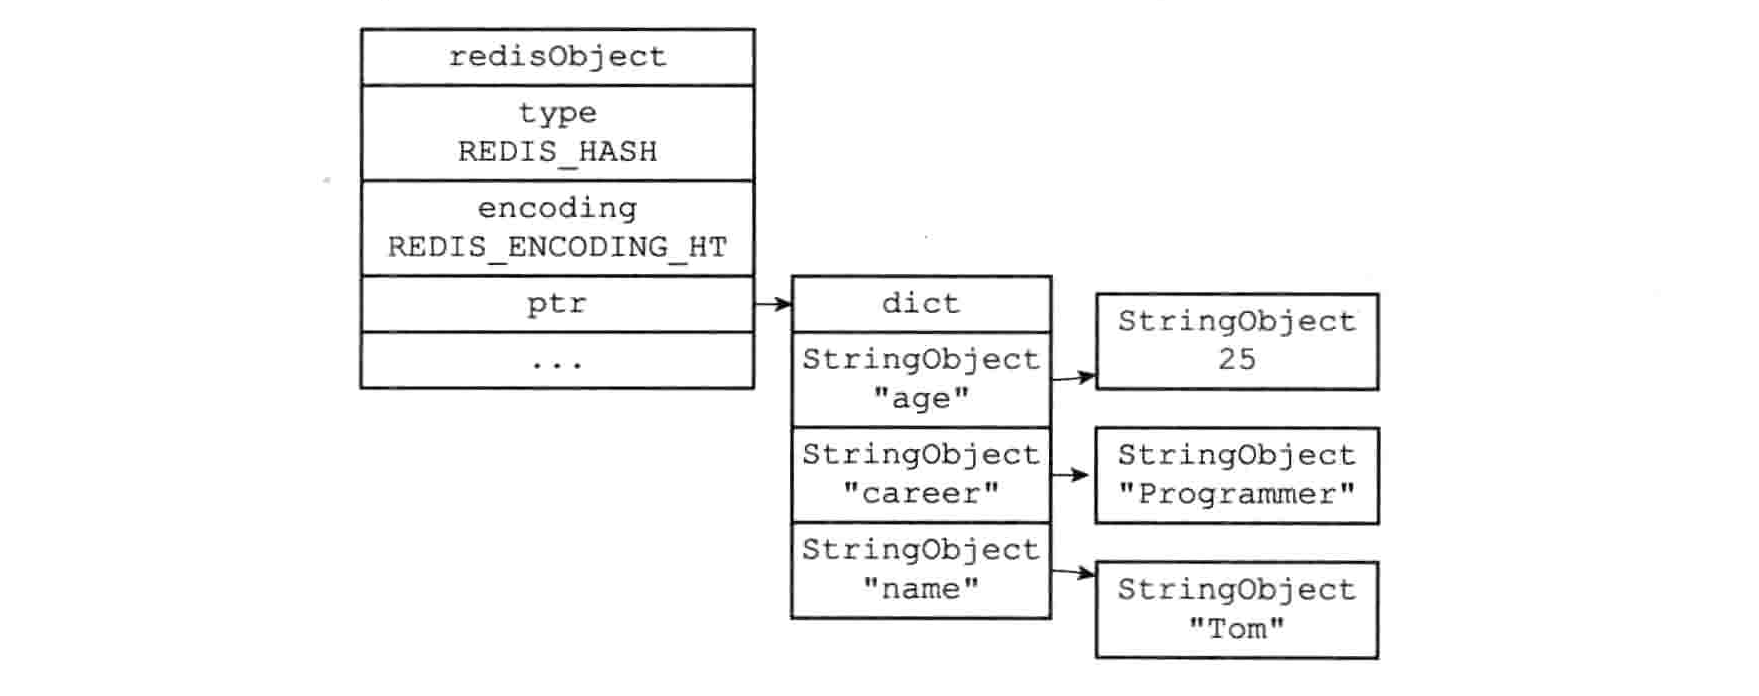 redisObject
type
REDIS_HASH
encoding
REDIS_ENCODING_HT
ptr
...
dict
StringObject
"age"
StringObject
"career"
StringObject
"name"
StringObject
25
StringObject
"Programmer"
StringObject
"Tom"